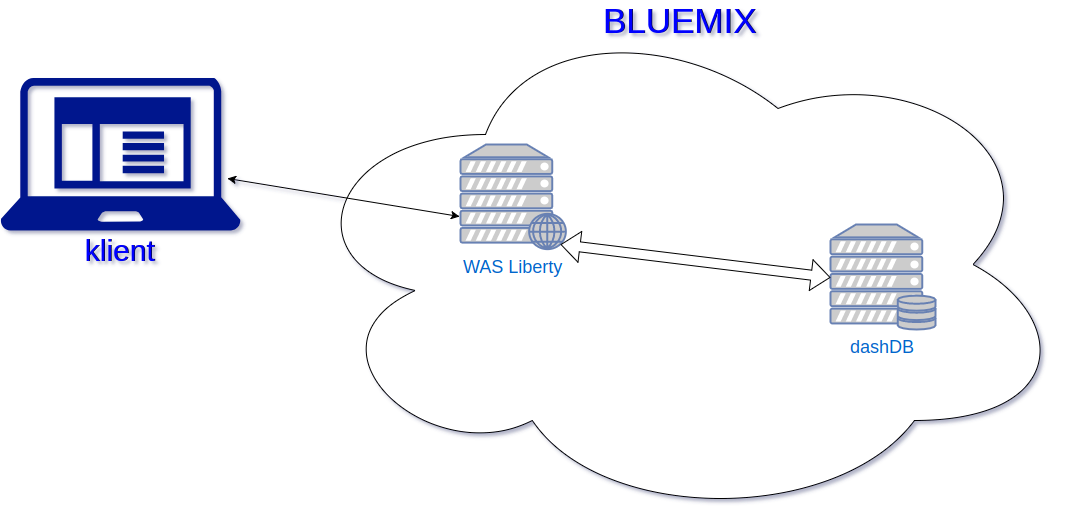 BLUEMIX
klient
WAS Liberty
dashDB